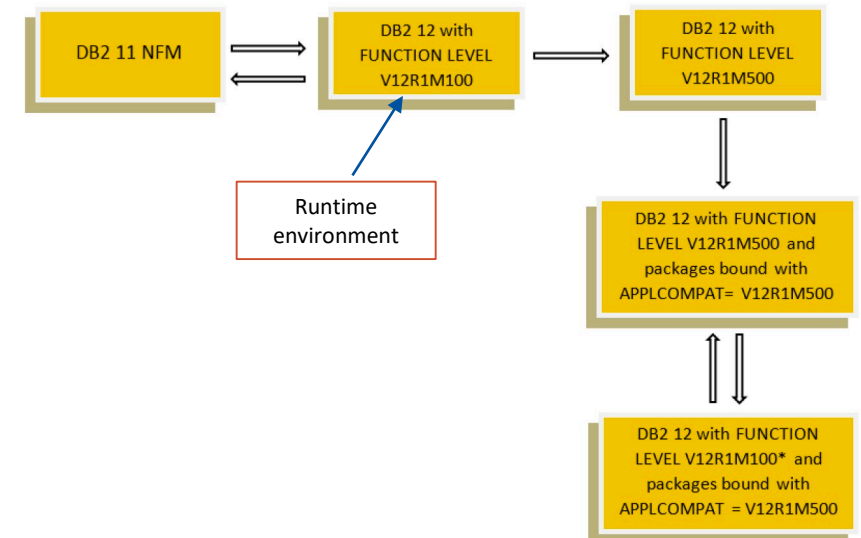 DB2 11 NFM
DB2 12 with
FUNCTION LEVEL
V12R1M100
DB2 12 with
FUNCTION LEVEL
V12R1M500
Runtime
environment
DB2 12 with FUNCTION
LEVEL V12R1M500 and
packages bound with
APPLCOMPAT= V12R1M500
DB2 12 with FUNCTION
LEVEL V12R1M100* and
packages bound with
APPLCOMPAT = V12R1M500